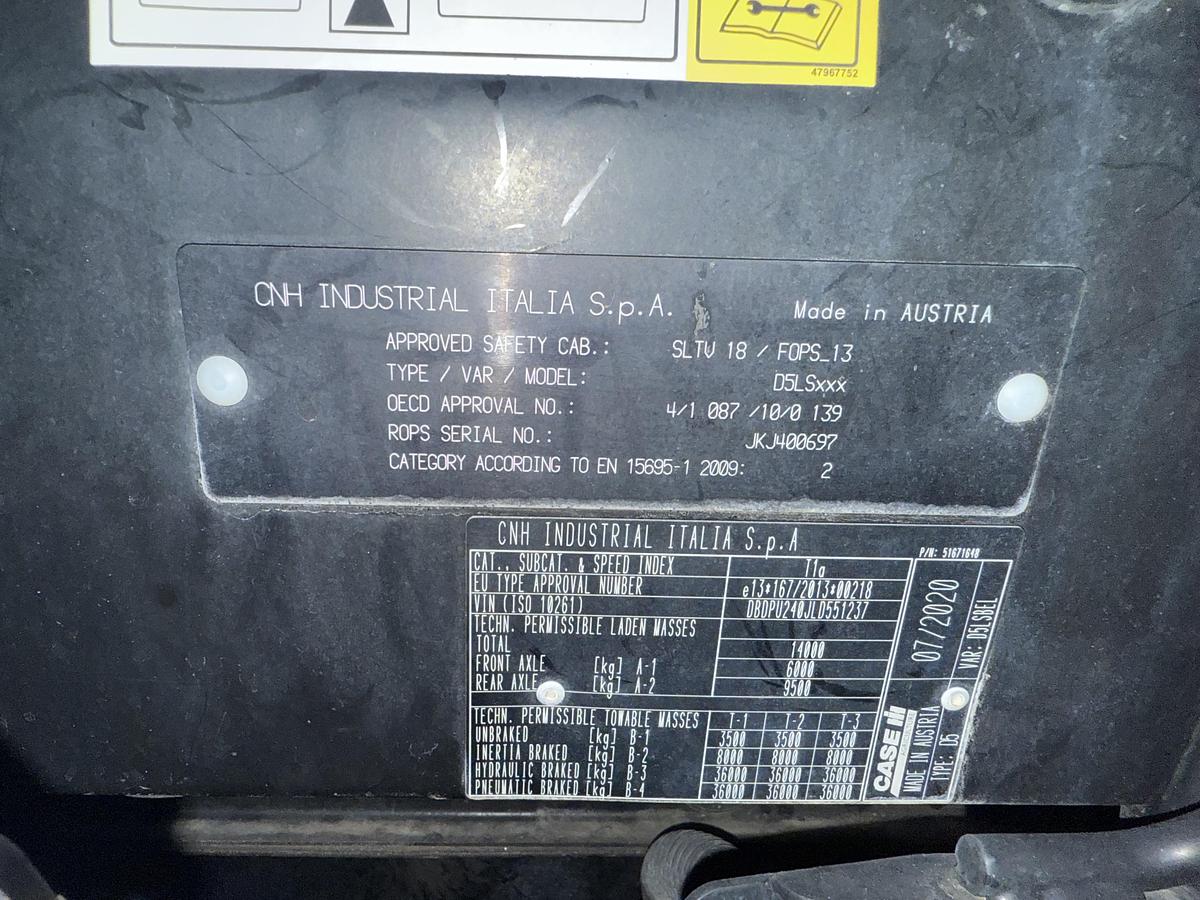 47967752
CNH INDUSTRIAL ITALIA S.p.A. Made in AUSTRIA
APPROVED SAFETY CAB.: SLTV 18 / FOPS_13
TYPE / VAR / MODEL: D5LSxxx
OECD APPROVAL NO.: 4/1 087 /10/0 139
ROPS SERIAL NO.: JKJ400697
CATEGORY ACCORDING TO EN 15695-1 2009: 2
CNH INDUSTRIAL ITALIA S.p.A
P/N: 51671648
CAT., SUBCAT. & SPEED INDEX T1a
EU TYPE APPROVAL NUMBER e13*167/2013*00218
VIN (ISO 10261) DBDPU240JLD551237
TECHN. PERMISSIBLE LADEN MASSES
TOTAL 14000
FRONT AXLE [kg] A-1 6000
REAR AXLE [kg] A-2 9500
TECHN. PERMISSIBLE TOWABLE MASSES T-1 T-2 T-3
UNBRAKED [kg] B-1 3500 3500 3500
INERTIA BRAKED [kg] B-2 8000 8000 8000
HYDRAULIC BRAKED [kg] B-3 36000 36000 36000
PNEUMATIC BRAKED [kg] B-4 36000 36000 36000
CASE IH
MADE IN AUSTRIA
07/2020
TYPE: D5 VAR: D5LSBEL